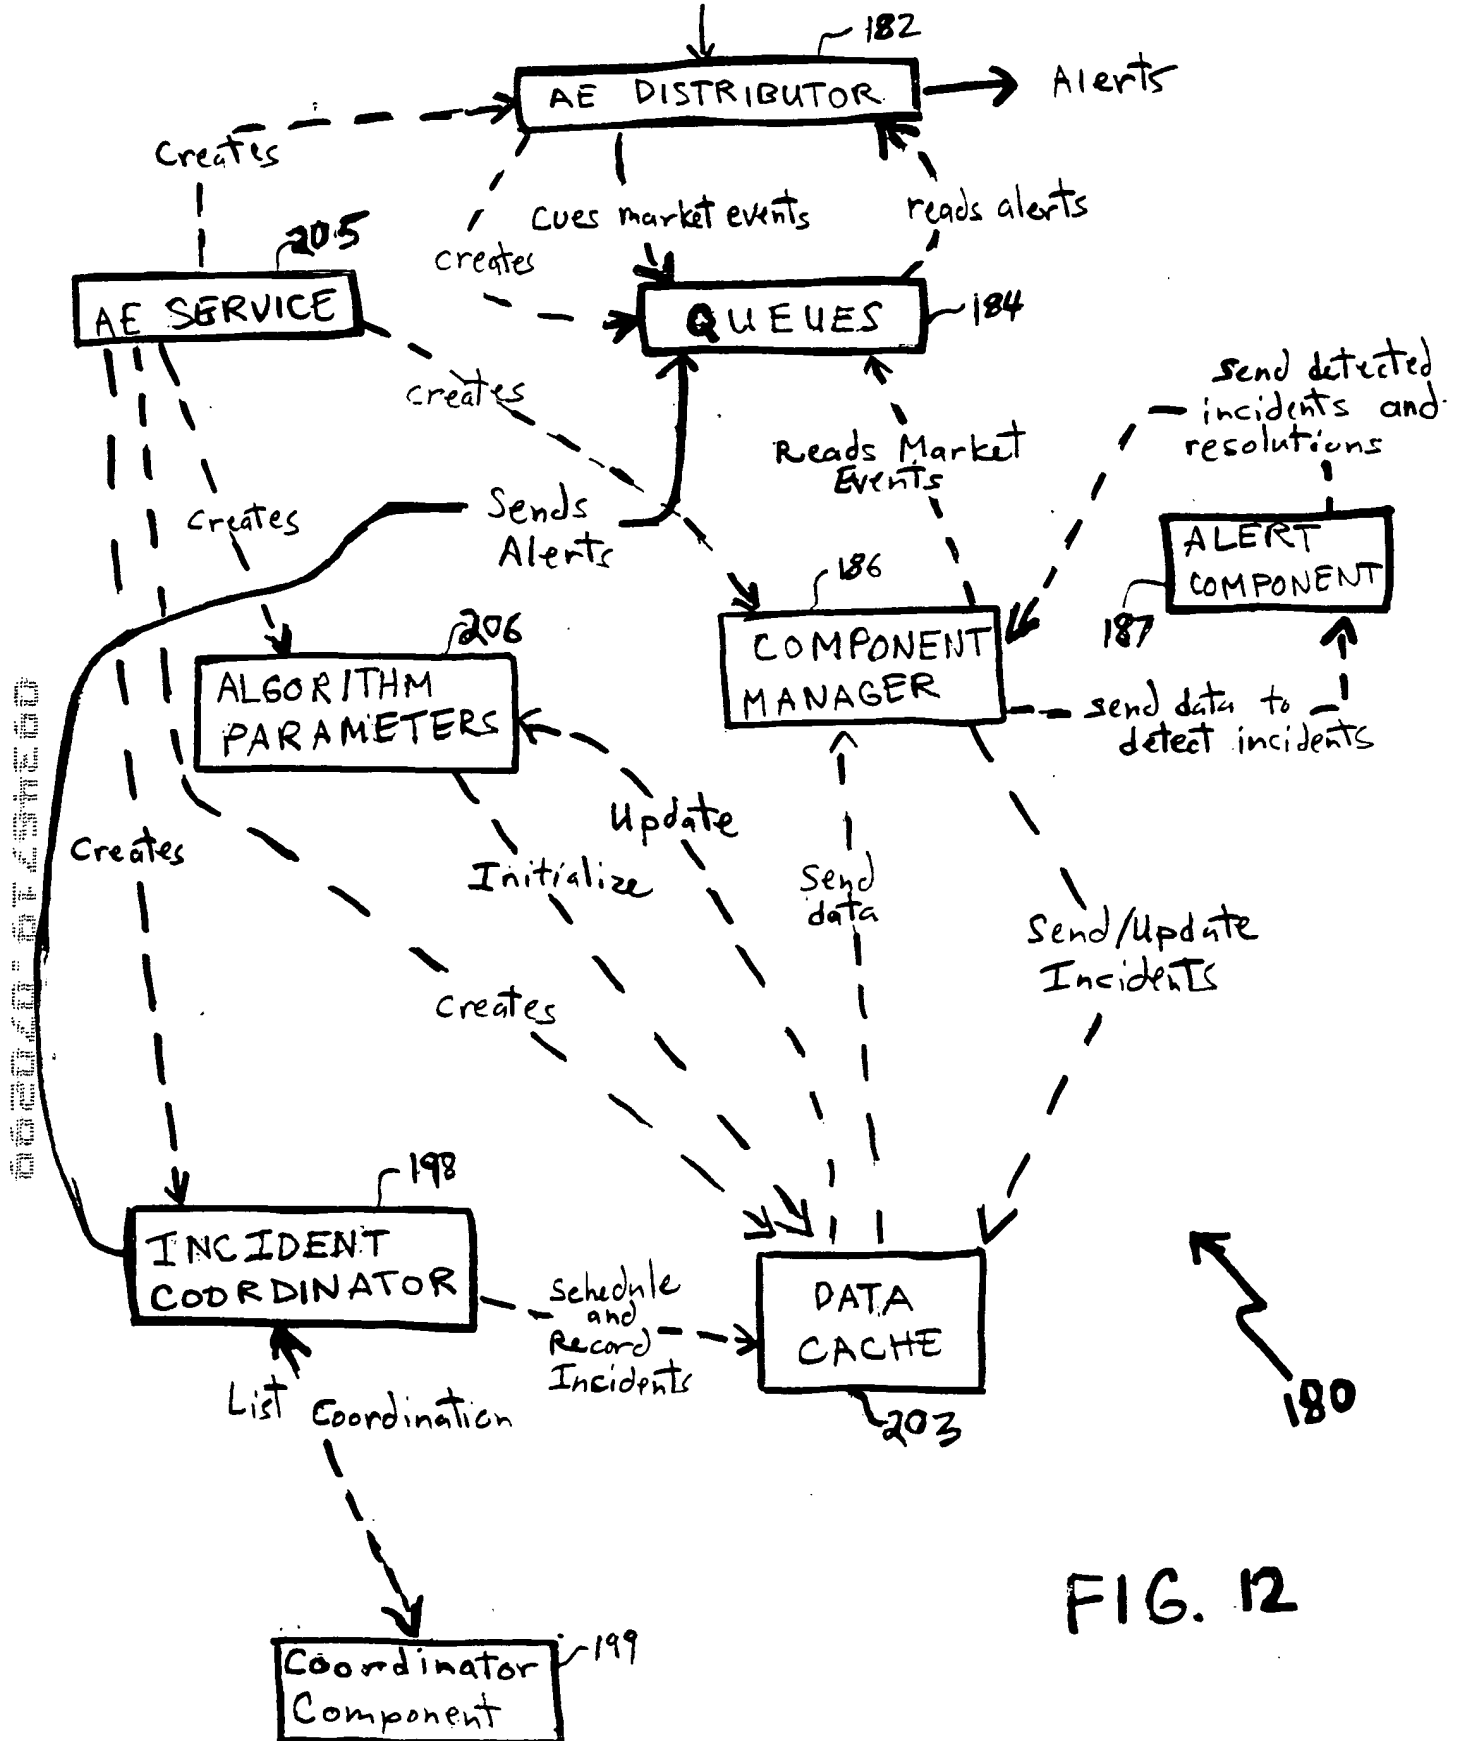 182
AE DISTRIBUTOR
Alerts
Creates
Cues market events
reads alerts
creates
205
AE SERVICE
QUEUES
184
creates
send detected
incidents and
resolutions
Reads Market
Events
Sends
Alerts
Creates
ALERT
COMPONENT
187
186
COMPONENT
MANAGER
206
ALGORITHM
PARAMETERS
send data to
detect incidents
Update
Creates
Initialize
Send
data
Send/Update
Incidents
Creates
198
INCIDENT
COORDINATOR
Schedule
and
Record
Incidents
DATA
CACHE
203
180
List Coordination
FIG. 12
199
Coordinator
Component